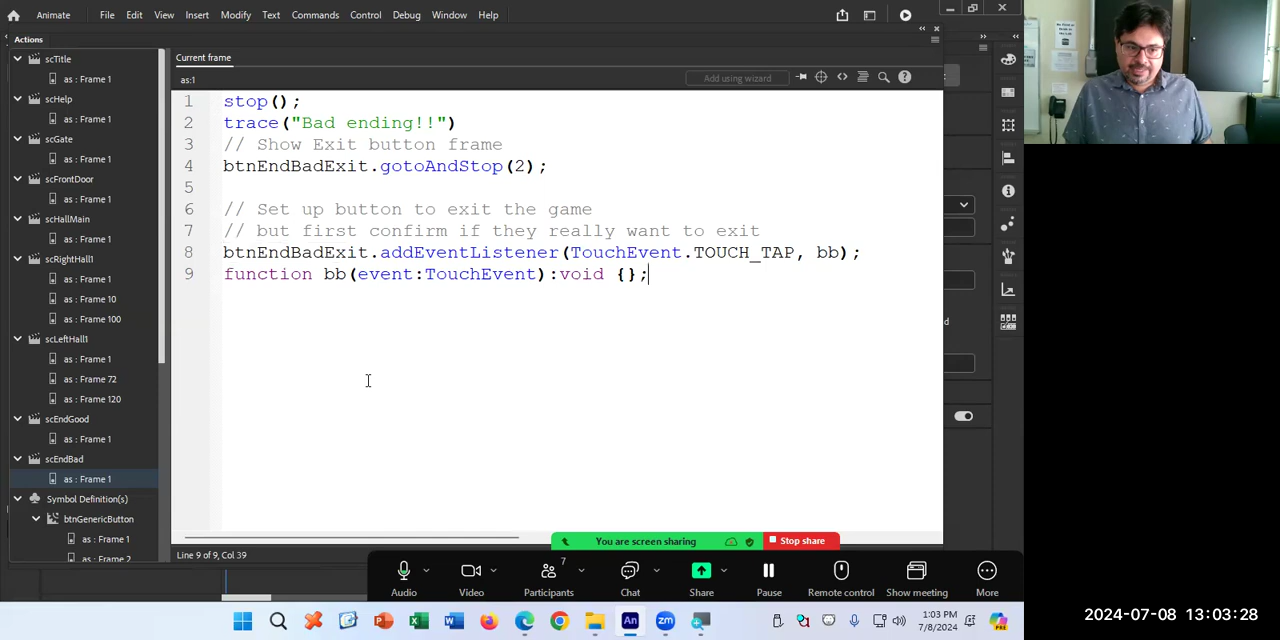 Animate File Edit View Insert Modify Text Commands Control Debug Window Help
Actions
scTitle
as : Frame 1
scHelp
as : Frame 1
scGate
as : Frame 1
scFrontDoor
as : Frame 1
scHallMain
as : Frame 1
scRightHall1
as : Frame 1
as : Frame 10
as : Frame 100
scLeftHall1
as : Frame 1
as : Frame 72
as : Frame 120
scEndGood
as : Frame 1
scEndBad
as : Frame 1
Symbol Definition(s)
btnGenericButton
as : Frame 1
as : Frame 2
Current frame
as:1
Add using wizard
1 stop();
2 trace("Bad ending!!")
3 // Show Exit button frame
4 btnEndBadExit.gotoAndStop(2);
5
6 // Set up button to exit the game
7 // but first confirm if they really want to exit
8 btnEndBadExit.addEventListener(TouchEvent.TOUCH_TAP, bb);
9 function bb(event:TouchEvent):void {};
Line 9 of 9, Col 39
You are screen sharing
Stop share
7
Audio Video Participants Chat Share Pause Remote control Show meeting More
1:03 PM
7/8/2024
2024-07-08 13:03:28